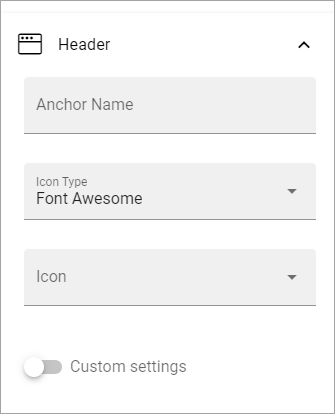 Header
Anchor Name
Icon Type
Font Awesome
Icon
Custom settings